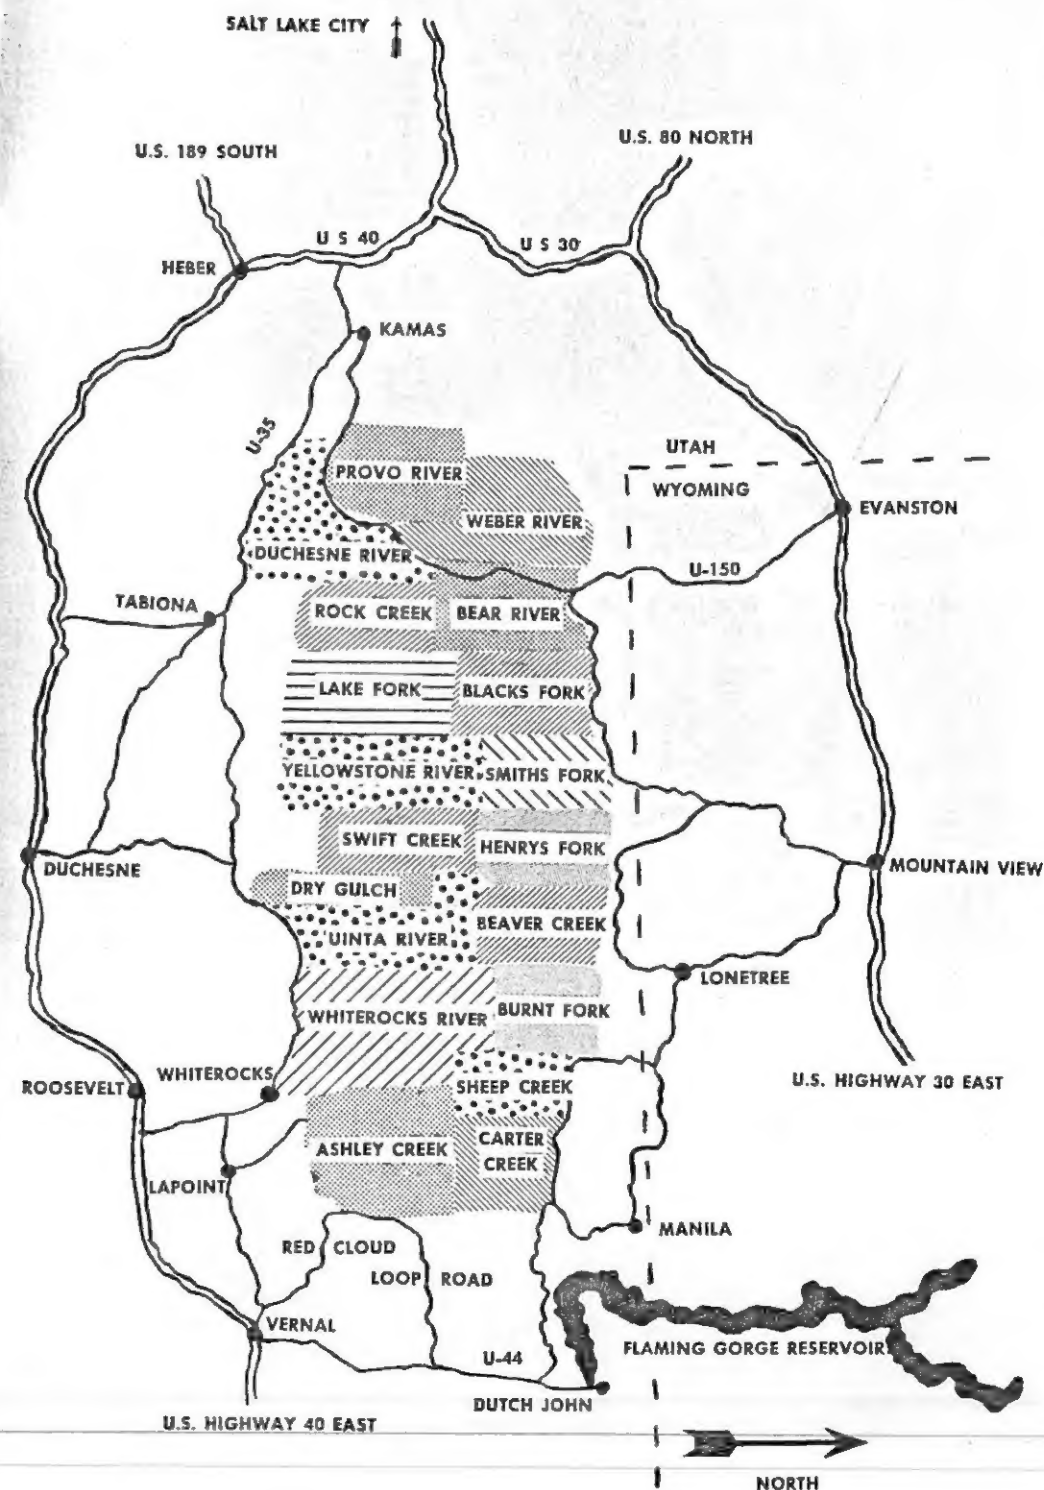 SALT LAKE CITY
U.S. 80 NORTH
U.S. 189 SOUTH
U S 40
U S 30
HEBER
KAMAS
U-35
UTAH
PROVO RIVER
WYOMING
EVANSTON
WEBER RIVER
DUCHESNE RIVER
U-150
TABIONA
ROCK CREEK
BEAR RIVER
LAKE FORK
BLACKS FORK
YELLOWSTONE RIVER
SMITHS FORK
SWIFT CREEK
HENRYS FORK
DUCHESNE
MOUNTAIN VIEW
DRY GULCH
BEAVER CREEK
UINTA RIVER
LONETREE
WHITEROCKS RIVER
BURNT FORK
WHITEROCKS
ROOSEVELT
SHEEP CREEK
U.S. HIGHWAY 30 EAST
ASHLEY CREEK
CARTER
CREEK
LAPOINT
MANILA
RED CLOUD
LOOP ROAD
VERNAL
FLAMING GORGE RESERVOIR
U-44
DUTCH JOHN
U.S. HIGHWAY 40 EAST
NORTH